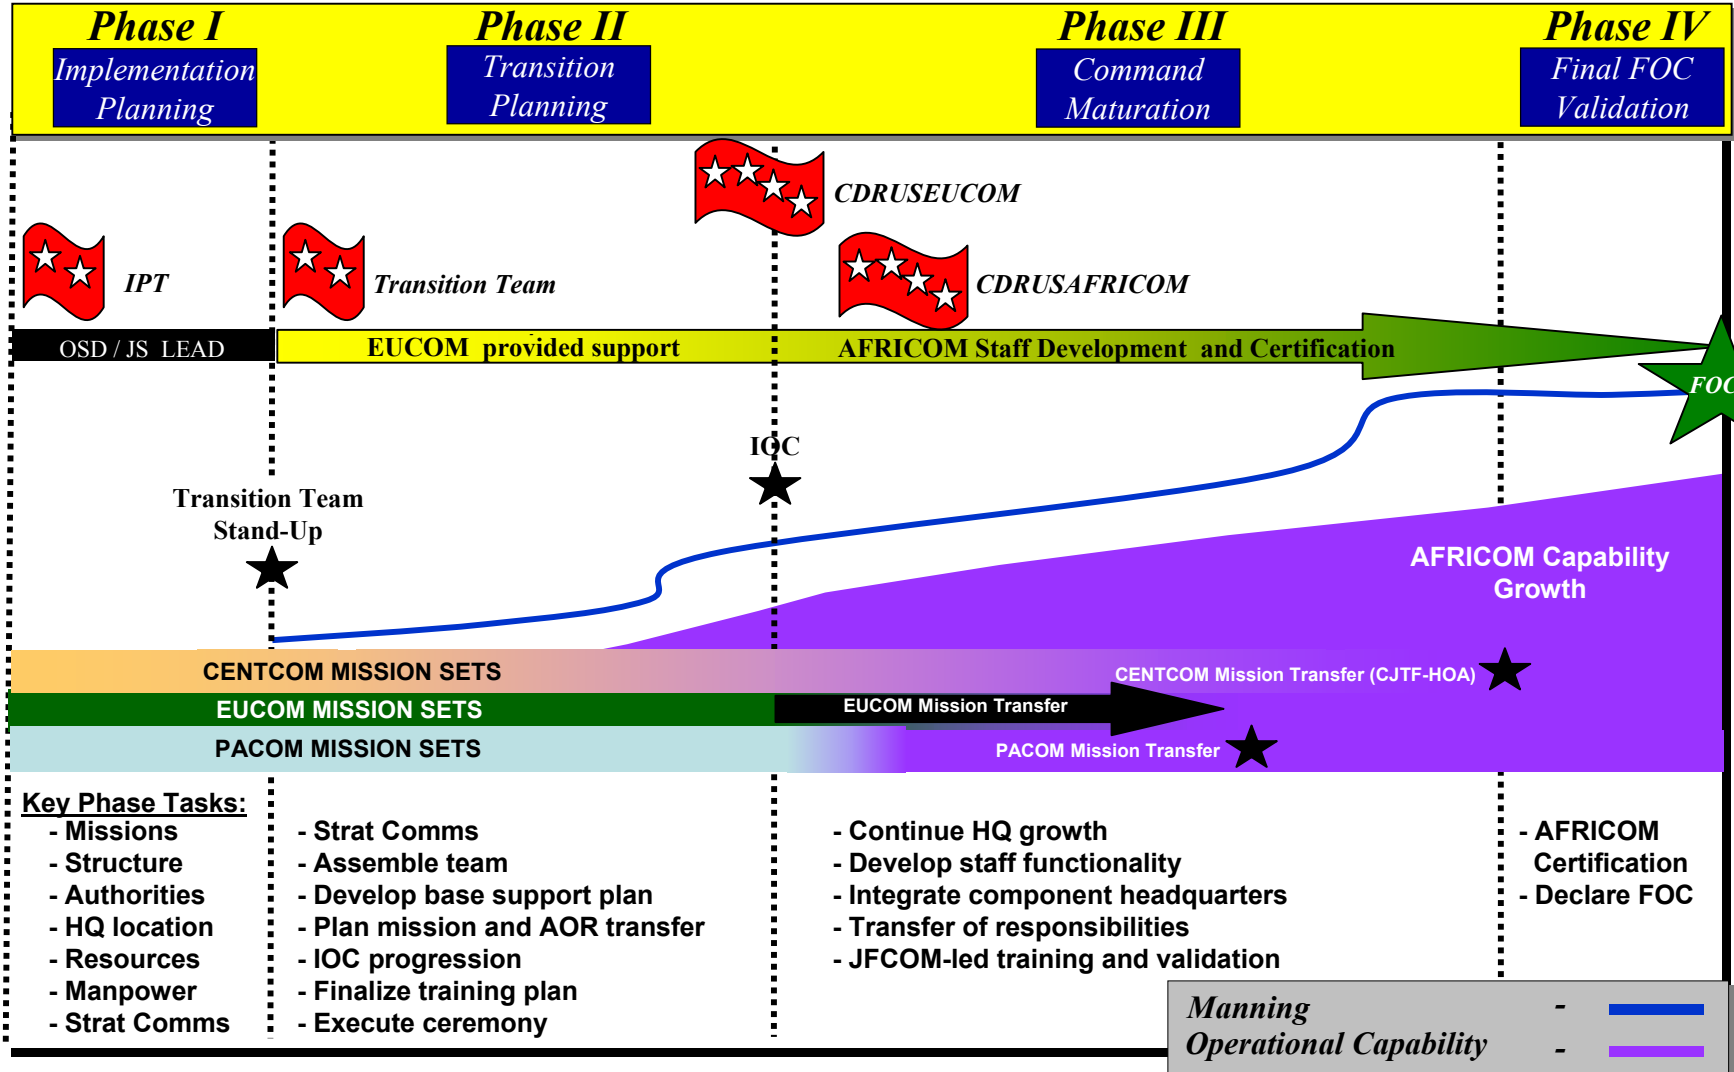 Phase I
Implementation
Planning
Phase II
Transition
Planning
Phase III
Command
Maturation
Phase IV
Final FOC
Validation
CDRUSEUCOM
IPT
Transition Team
CDRUSAFRICOM
OSD / JS LEAD
EUCOM provided support
AFRICOM Staff Development and Certification
FOC
IOC
Transition Team
Stand-Up
AFRICOM Capability
Growth
CENTCOM MISSION SETS
CENTCOM Mission Transfer (CJTF-HOA)
EUCOM MISSION SETS
EUCOM Mission Transfer
PACOM MISSION SETS
PACOM Mission Transfer
Key Phase Tasks:
- Missions
- Structure
- Authorities
- HQ location
- Resources
- Manpower
- Strat Comms
- Strat Comms
- Assemble team
- Develop base support plan
- Plan mission and AOR transfer
- IOC progression
- Finalize training plan
- Execute ceremony
- Continue HQ growth
- Develop staff functionality
- Integrate component headquarters
- Transfer of responsibilities
- JFCOM-led training and validation
- AFRICOM
Certification
- Declare FOC
Manning -
Operational Capability -